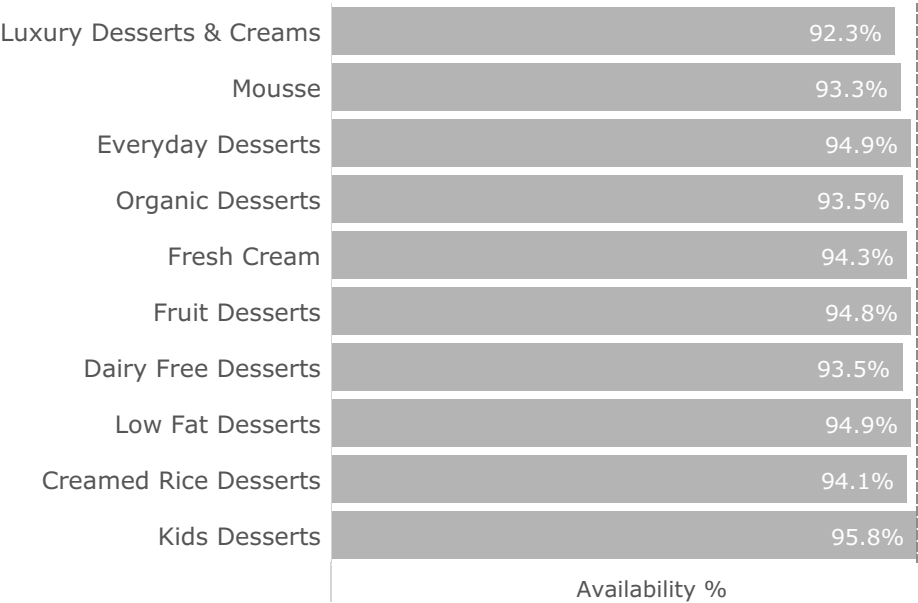 Luxury Desserts & Creams 92.3%
Mousse 93.3%
Everyday Desserts 94.9%
Organic Desserts 93.5%
Fresh Cream 94.3%
Fruit Desserts 94.8%
Dairy Free Desserts 93.5%
Low Fat Desserts 94.9%
Creamed Rice Desserts 94.1%
Kids Desserts 95.8%
Availability %